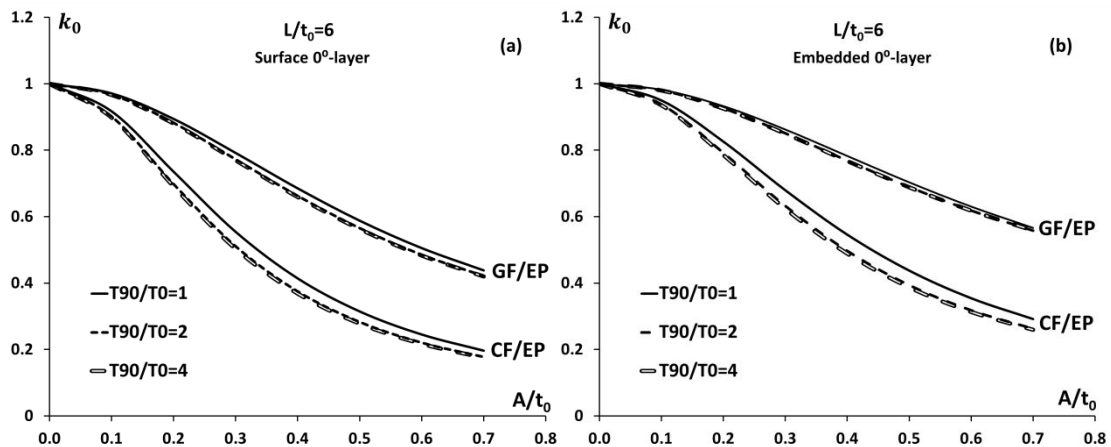 k₀
L/t₀=6
Surface 0⁰-layer
(a)
1.2
1
0.8
0.6
0.4
0.2
0
GF/EP
CF/EP
T90/T0=1
T90/T0=2
T90/T0=4
A/t₀
0.0 0.1 0.2 0.3 0.4 0.5 0.6 0.7 0.8
k₀
L/t₀=6
Embedded 0⁰-layer
(b)
1.2
1
0.8
0.6
0.4
0.2
0
GF/EP
CF/EP
T90/T0=1
T90/T0=2
T90/T0=4
A/t₀
0.0 0.1 0.2 0.3 0.4 0.5 0.6 0.7 0.8